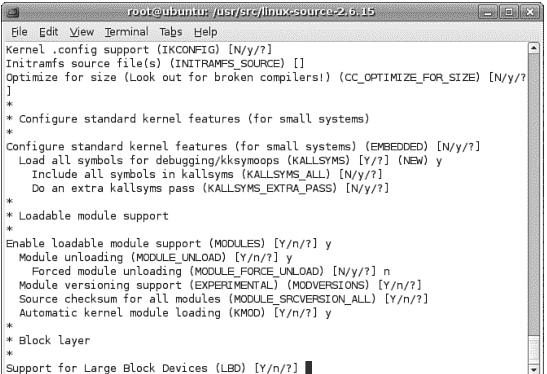 root@ubuntu: /usr/src/linux-source-2.6.15
File Edit View Terminal Tabs Help
Kernel .config support (IKCONFIG) [N/y/?]
Initramfs source file(s) (INITRAMFS_SOURCE) []
Optimize for size (Look out for broken compilers!) (CC_OPTIMIZE_FOR_SIZE) [N/y/?
]
*
* Configure standard kernel features (for small systems)
*
Configure standard kernel features (for small systems) (EMBEDDED) [N/y/?]
Load all symbols for debugging/kksymoops (KALLSYMS) [Y/?] (NEW) y
Include all symbols in kallsyms (KALLSYMS_ALL) [N/y/?]
Do an extra kallsyms pass (KALLSYMS_EXTRA_PASS) [N/y/?]
*
* Loadable module support
*
Enable loadable module support (MODULES) [Y/n/?] y
Module unloading (MODULE_UNLOAD) [Y/n/?] y
Forced module unloading (MODULE_FORCE_UNLOAD) [N/y/?] n
Module versioning support (EXPERIMENTAL) (MODVERSIONS) [Y/n/?]
Source checksum for all modules (MODULE_SRCVERSION_ALL) [Y/n/?]
Automatic kernel module loading (KMOD) [Y/n/?] y
*
* Block layer
*
Support for Large Block Devices (LBD) [Y/n/?]